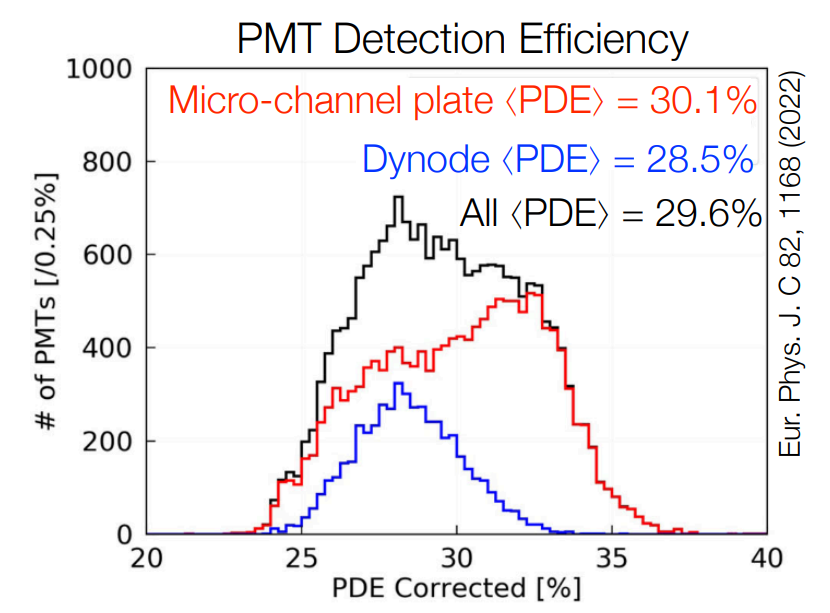 PMT Detection Efficiency
Micro-channel plate ⟨PDE⟩ = 30.1%
Dynode ⟨PDE⟩ = 28.5%
All ⟨PDE⟩ = 29.6%
1000
800
600
400
200
0
# of PMTs [/0.25%]
20 25 30 35 40
PDE Corrected [%]
Eur. Phys. J. C 82, 1168 (2022)